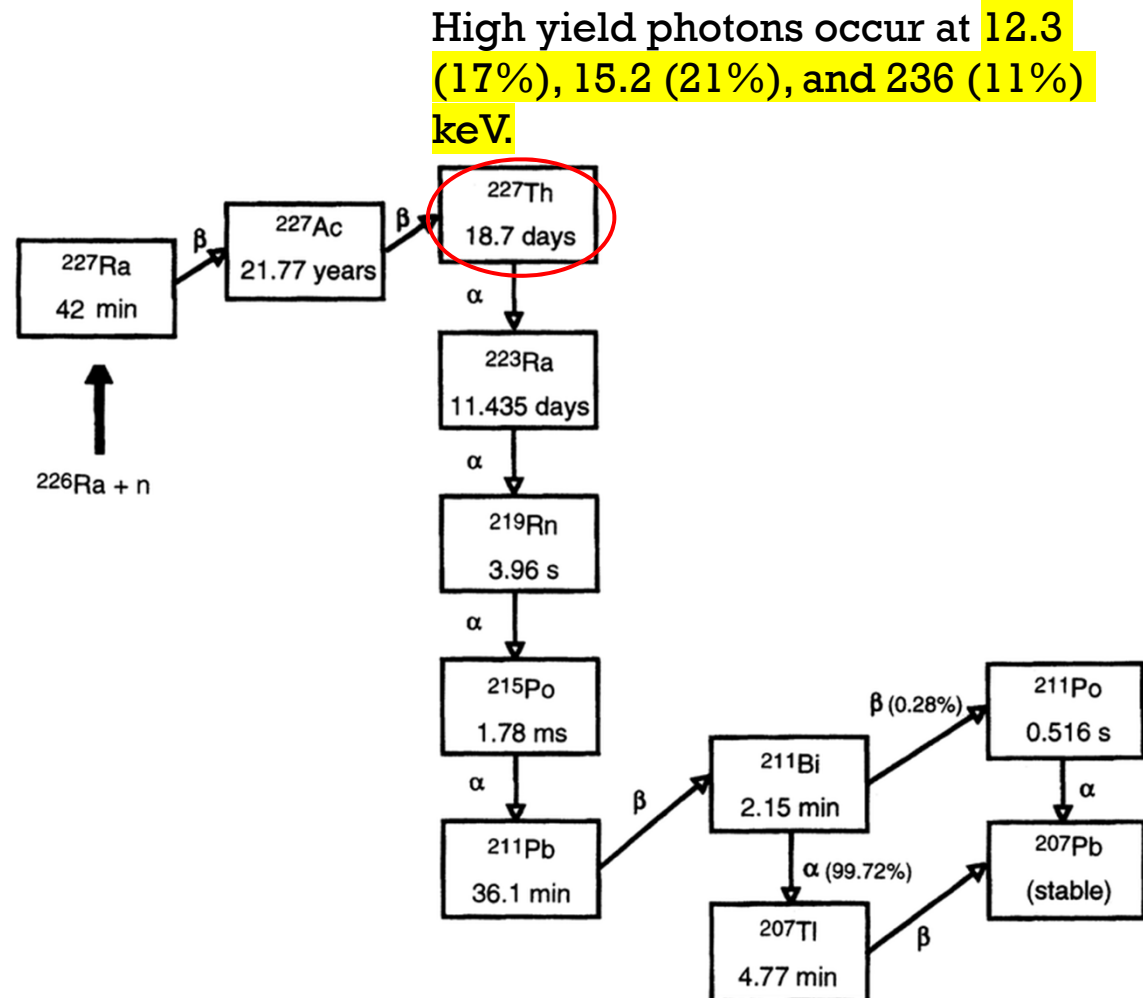 High yield photons occur at 12.3
(17%), 15.2 (21%), and 236 (11%)
keV.
227Th
18.7 days
β
227Ac
21.77 years
β
227Ra
42 min
α
223Ra
11.435 days
226Ra + n
α
219Rn
3.96 s
α
215Po
1.78 ms
α
211Pb
36.1 min
β
211Bi
2.15 min
β (0.28%)
211Po
0.516 s
α
α (99.72%)
207Pb
(stable)
207Tl
4.77 min
β